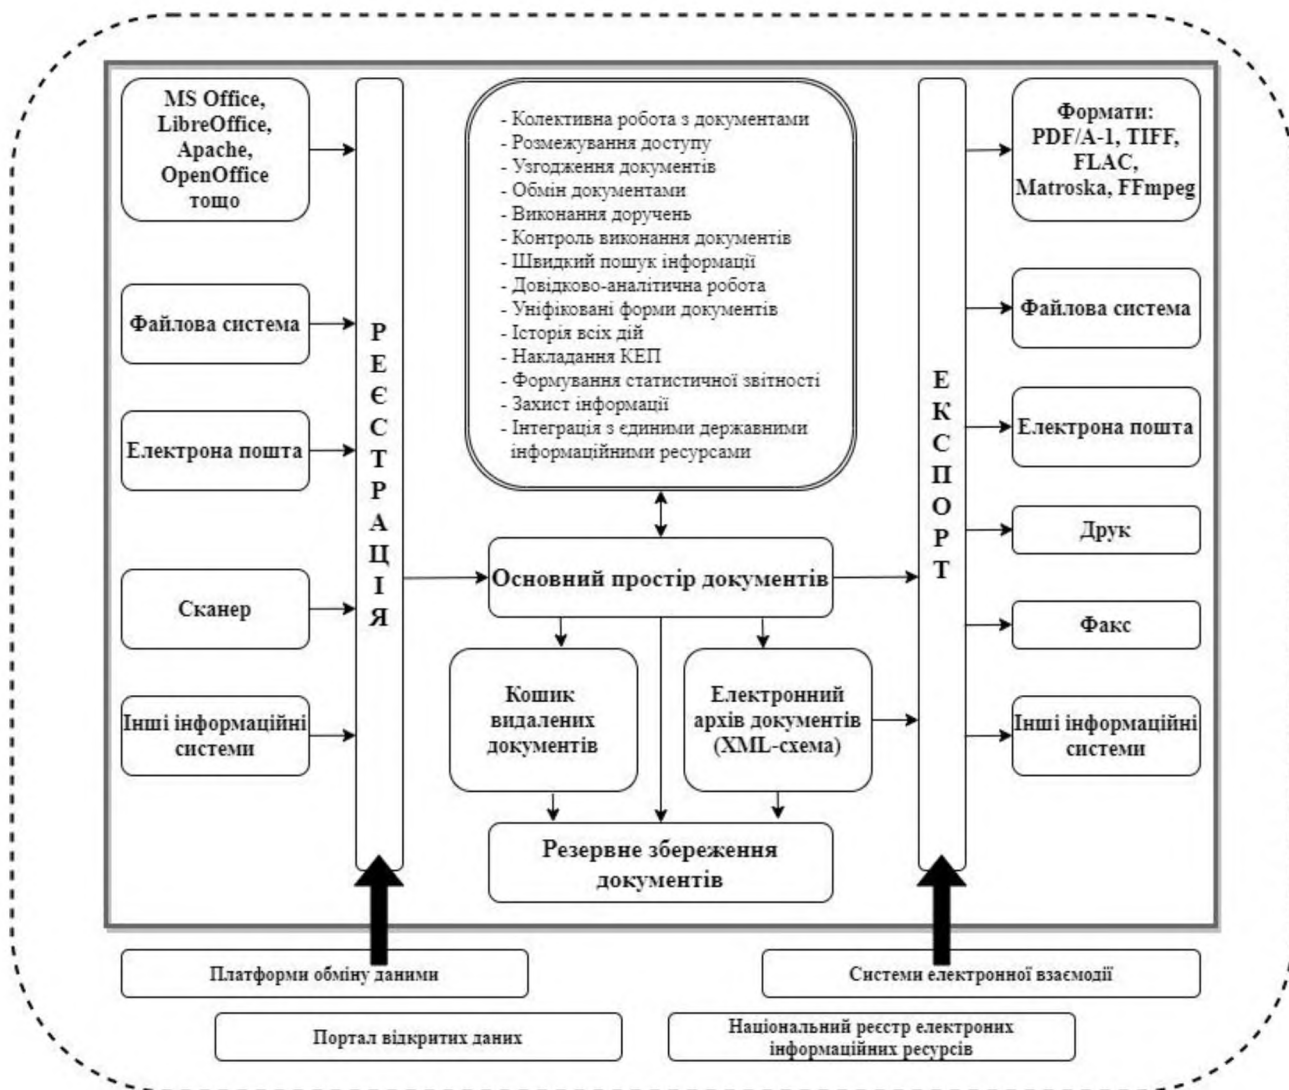 MS Office,
LibreOffice,
Apache,
OpenOffice
тощо
Файлова система
Електрона пошта
Сканер
Інші інформаційні
системи
РЕЄСТРАЦІЯ
- Колективна робота з документами
- Розмежування доступу
- Узгодження документів
- Обмін документами
- Виконання доручень
- Контроль виконання документів
- Швидкий пошук інформації
- Довідково-аналітична робота
- Уніфіковані форми документів
- Історія всіх дій
- Накладання КЕП
- Формування статистичної звітності
- Захист інформації
- Інтеграція з єдиними державними
інформаційними ресурсами
Основний простір документів
Кошик
видалених
документів
Електронний
архів документів
(XML-схема)
Резервне збереження
документів
ЕКСПОРТ
Формати:
PDF/A-1, TIFF,
FLAC,
Matroska, FFmpeg
Файлова система
Електрона пошта
Друк
Факс
Інші інформаційні
системи
Платформи обміну даними
Системи електронної взаємодії
Портал відкритих даних
Національний реєстр електроних
інформаційних ресурсів